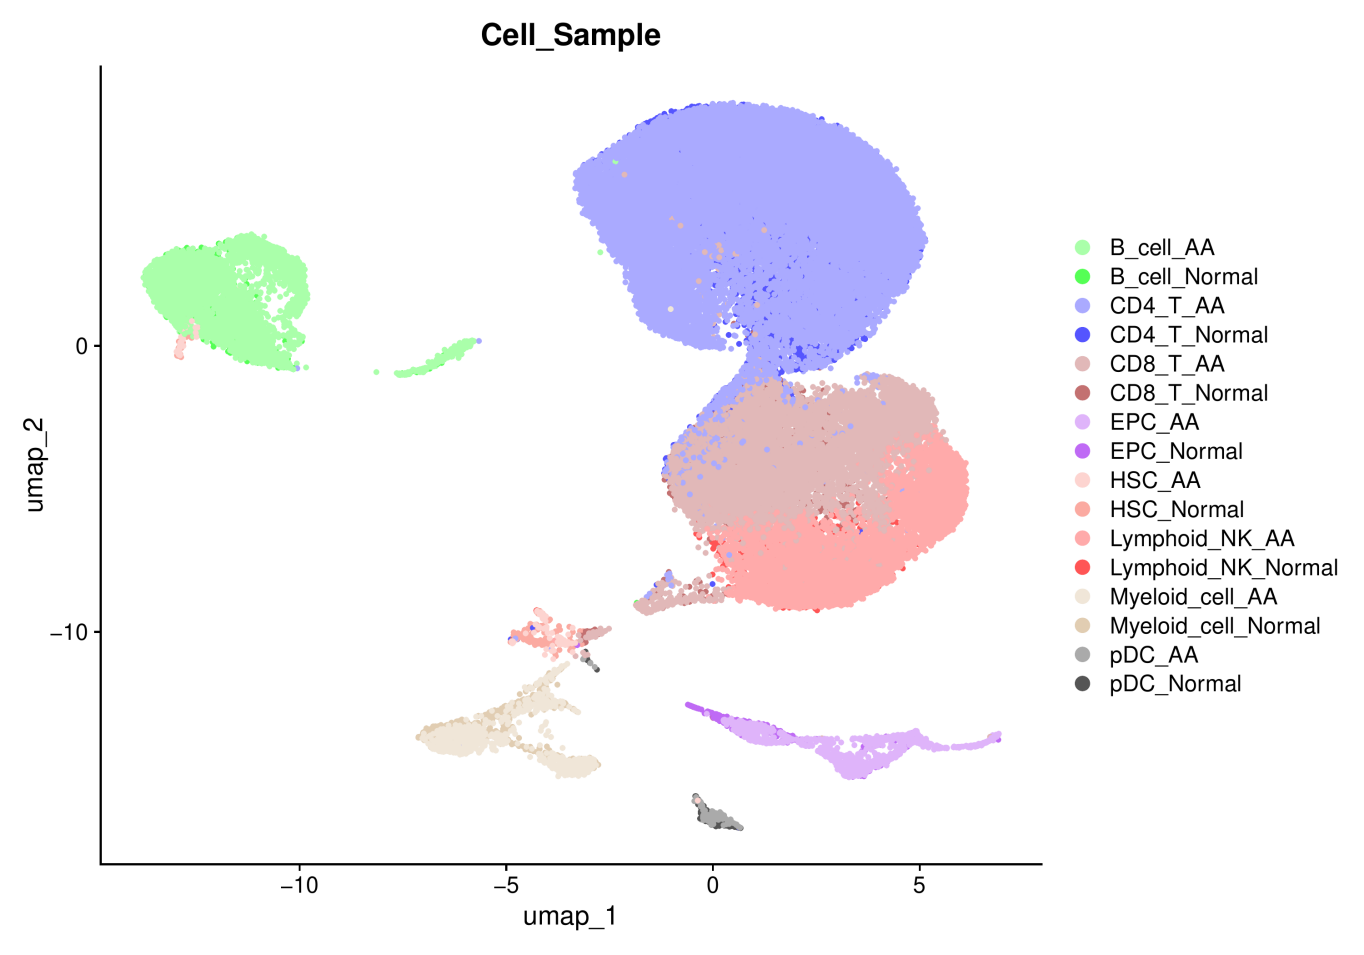 Cell_Sample
umap_2
0
−10
−10
−5
0
5
umap_1
B_cell_AA
B_cell_Normal
CD4_T_AA
CD4_T_Normal
CD8_T_AA
CD8_T_Normal
EPC_AA
EPC_Normal
HSC_AA
HSC_Normal
Lymphoid_NK_AA
Lymphoid_NK_Normal
Myeloid_cell_AA
Myeloid_cell_Normal
pDC_AA
pDC_Normal